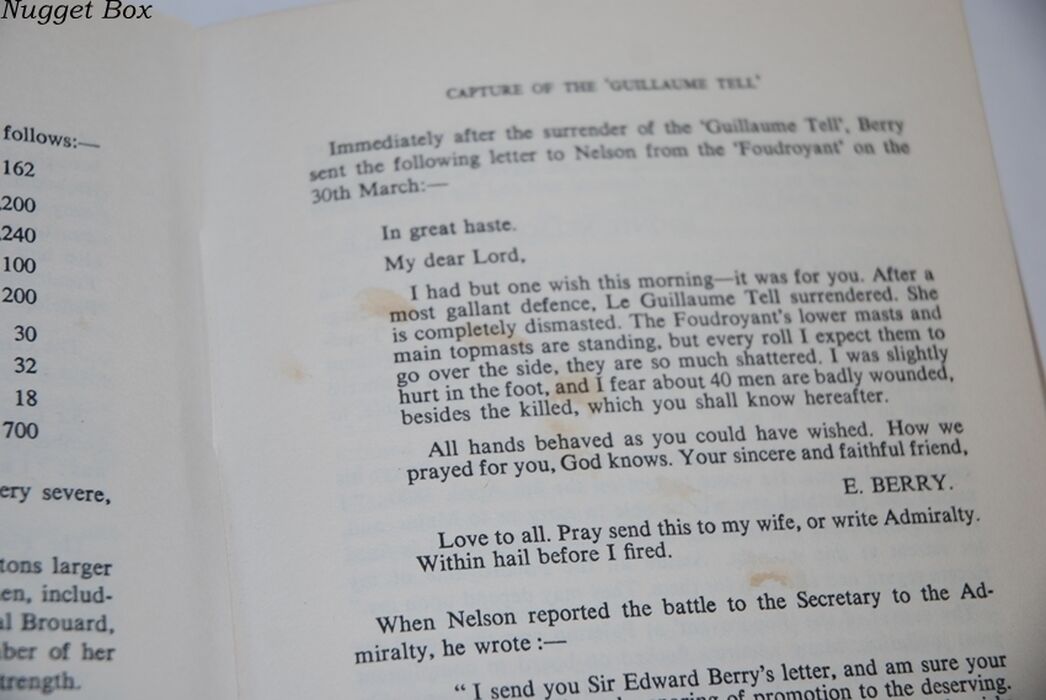 Nugget Box
follows:—
162
200
240
100
200
30
32
18
700
ery severe,
tons larger
en, includ-
al Brouard,
ber of her
trength.
CAPTURE OF THE 'GUILLAUME TELL'
Immediately after the surrender of the 'Guillaume Tell', Berry
sent the following letter to Nelson from the 'Foudroyant' on the
30th March:—
In great haste.
My dear Lord,
I had but one wish this morning—it was for you. After a
most gallant defence, Le Guillaume Tell surrendered. She
is completely dismasted. The Foudroyant's lower masts and
main topmasts are standing, but every roll I expect them to
go over the side, they are so much shattered. I was slightly
hurt in the foot, and I fear about 40 men are badly wounded,
besides the killed, which you shall know hereafter.
All hands behaved as you could have wished. How we
prayed for you, God knows. Your sincere and faithful friend,
E. BERRY.
Love to all. Pray send this to my wife, or write Admiralty.
Within hail before I fired.
When Nelson reported the battle to the Secretary to the Ad-
miralty, he wrote :—
" I send you Sir Edward Berry's letter, and am sure your
of promotion to the deserving.